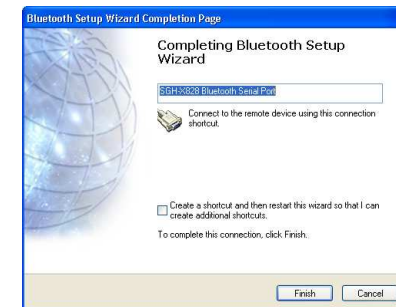 Bluetooth Setup Wizard Completion Page
Completing Bluetooth Setup
Wizard
SGH-X828 Bluetooth Serial Port
Connect to the remote device using this connection
shortcut.
Create a shortcut and then restart this wizard so that I can
create additional shortcuts.
To complete this connection, click Finish.
Finish
Cancel